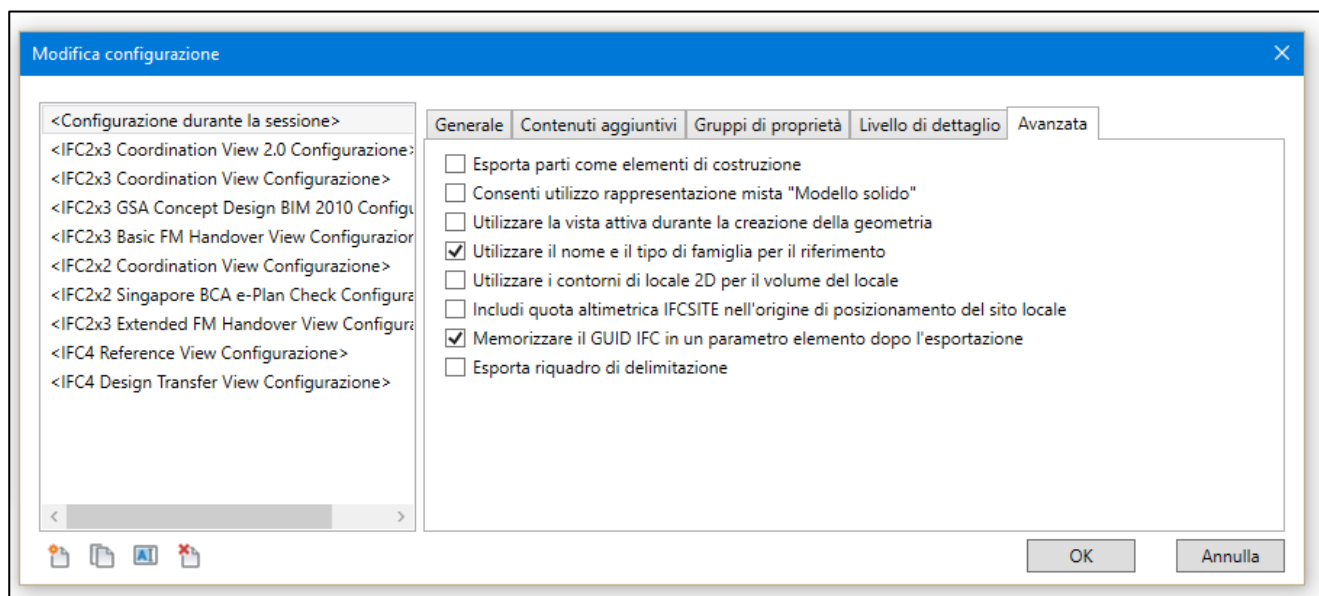 Modifica configurazione
<Configurazione durante la sessione>
<IFC2x3 Coordination View 2.0 Configurazione>
<IFC2x3 Coordination View Configurazione>
<IFC2x3 GSA Concept Design BIM 2010 Configu
<IFC2x3 Basic FM Handover View Configurazior
<IFC2x2 Coordination View Configurazione>
<IFC2x2 Singapore BCA e-Plan Check Configura
<IFC2x3 Extended FM Handover View Configura
<IFC4 Reference View Configurazione>
<IFC4 Design Transfer View Configurazione>
Generale Contenuti aggiuntivi Gruppi di proprietà Livello di dettaglio Avanzata
Esporta parti come elementi di costruzione
Consenti utilizzo rappresentazione mista "Modello solido"
Utilizzare la vista attiva durante la creazione della geometria
Utilizzare il nome e il tipo di famiglia per il riferimento
Utilizzare i contorni di locale 2D per il volume del locale
Includi quota altimetrica IFCSITE nell'origine di posizionamento del sito locale
Memorizzare il GUID IFC in un parametro elemento dopo l'esportazione
Esporta riquadro di delimitazione
AI
OK Annulla